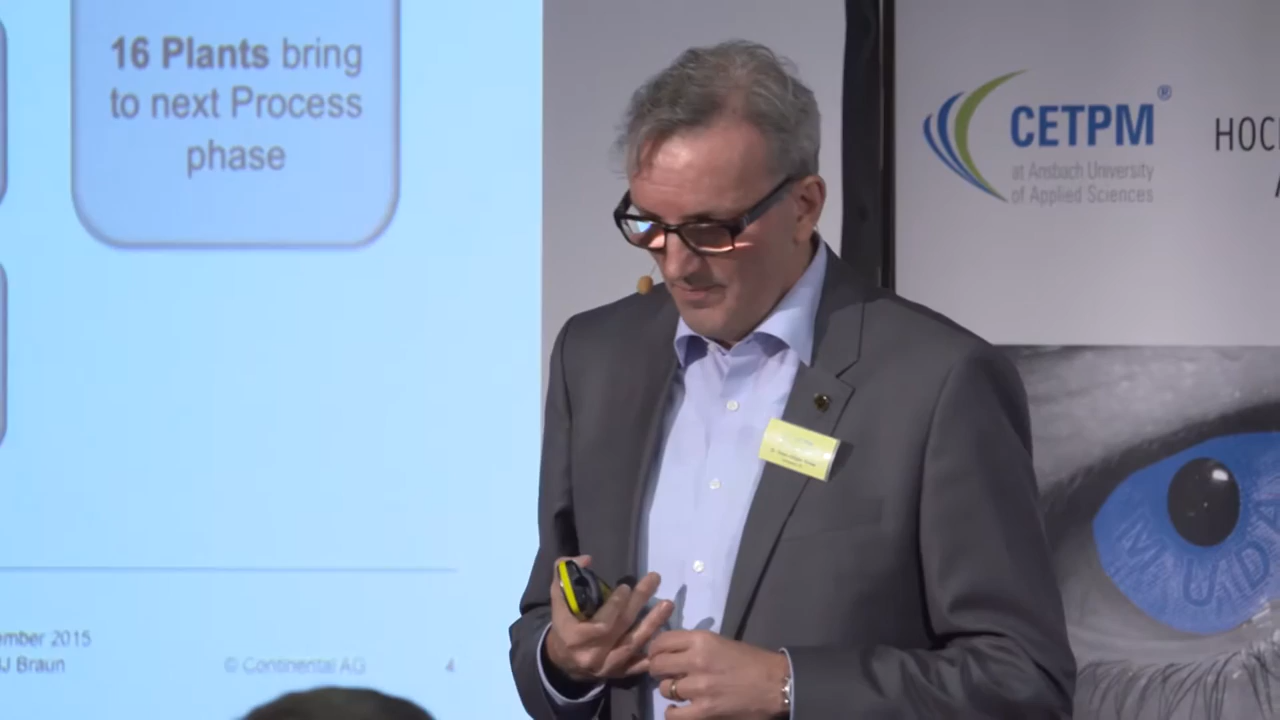 16 Plants bring
to next Process
phase
ember 2015
J Braun
© Continental AG
4
CETPM®
at Ansbach University
of Applied Sciences
HOC
A
MUDA